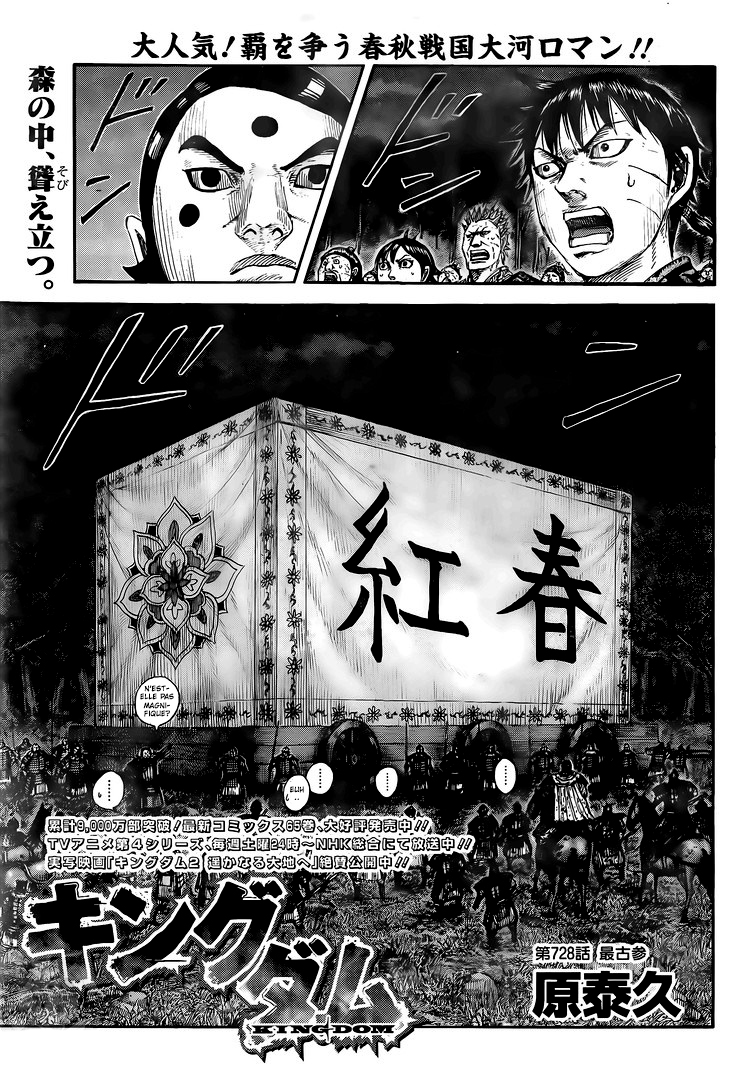 大人気!覇を争う春秋戦国大河ロマン!!
ドン
ドン
森の中、聳え立つ。
そび
ドン
紅春
N'EST-
ELLE PAS
MAGNI-
FIQUE?
......
EUH
..
......
......
......
累計9,000万部突破!最新コミックス65巻、大好評発売中!!
TVアニメ第4シリーズ、毎週土曜24時〜NHK総合にて放送中!!
実写映画「キングダム2 遥かなる大地へ」絶賛公開中!!
キングダム
KINGDOM
第728話 最古参
原泰久